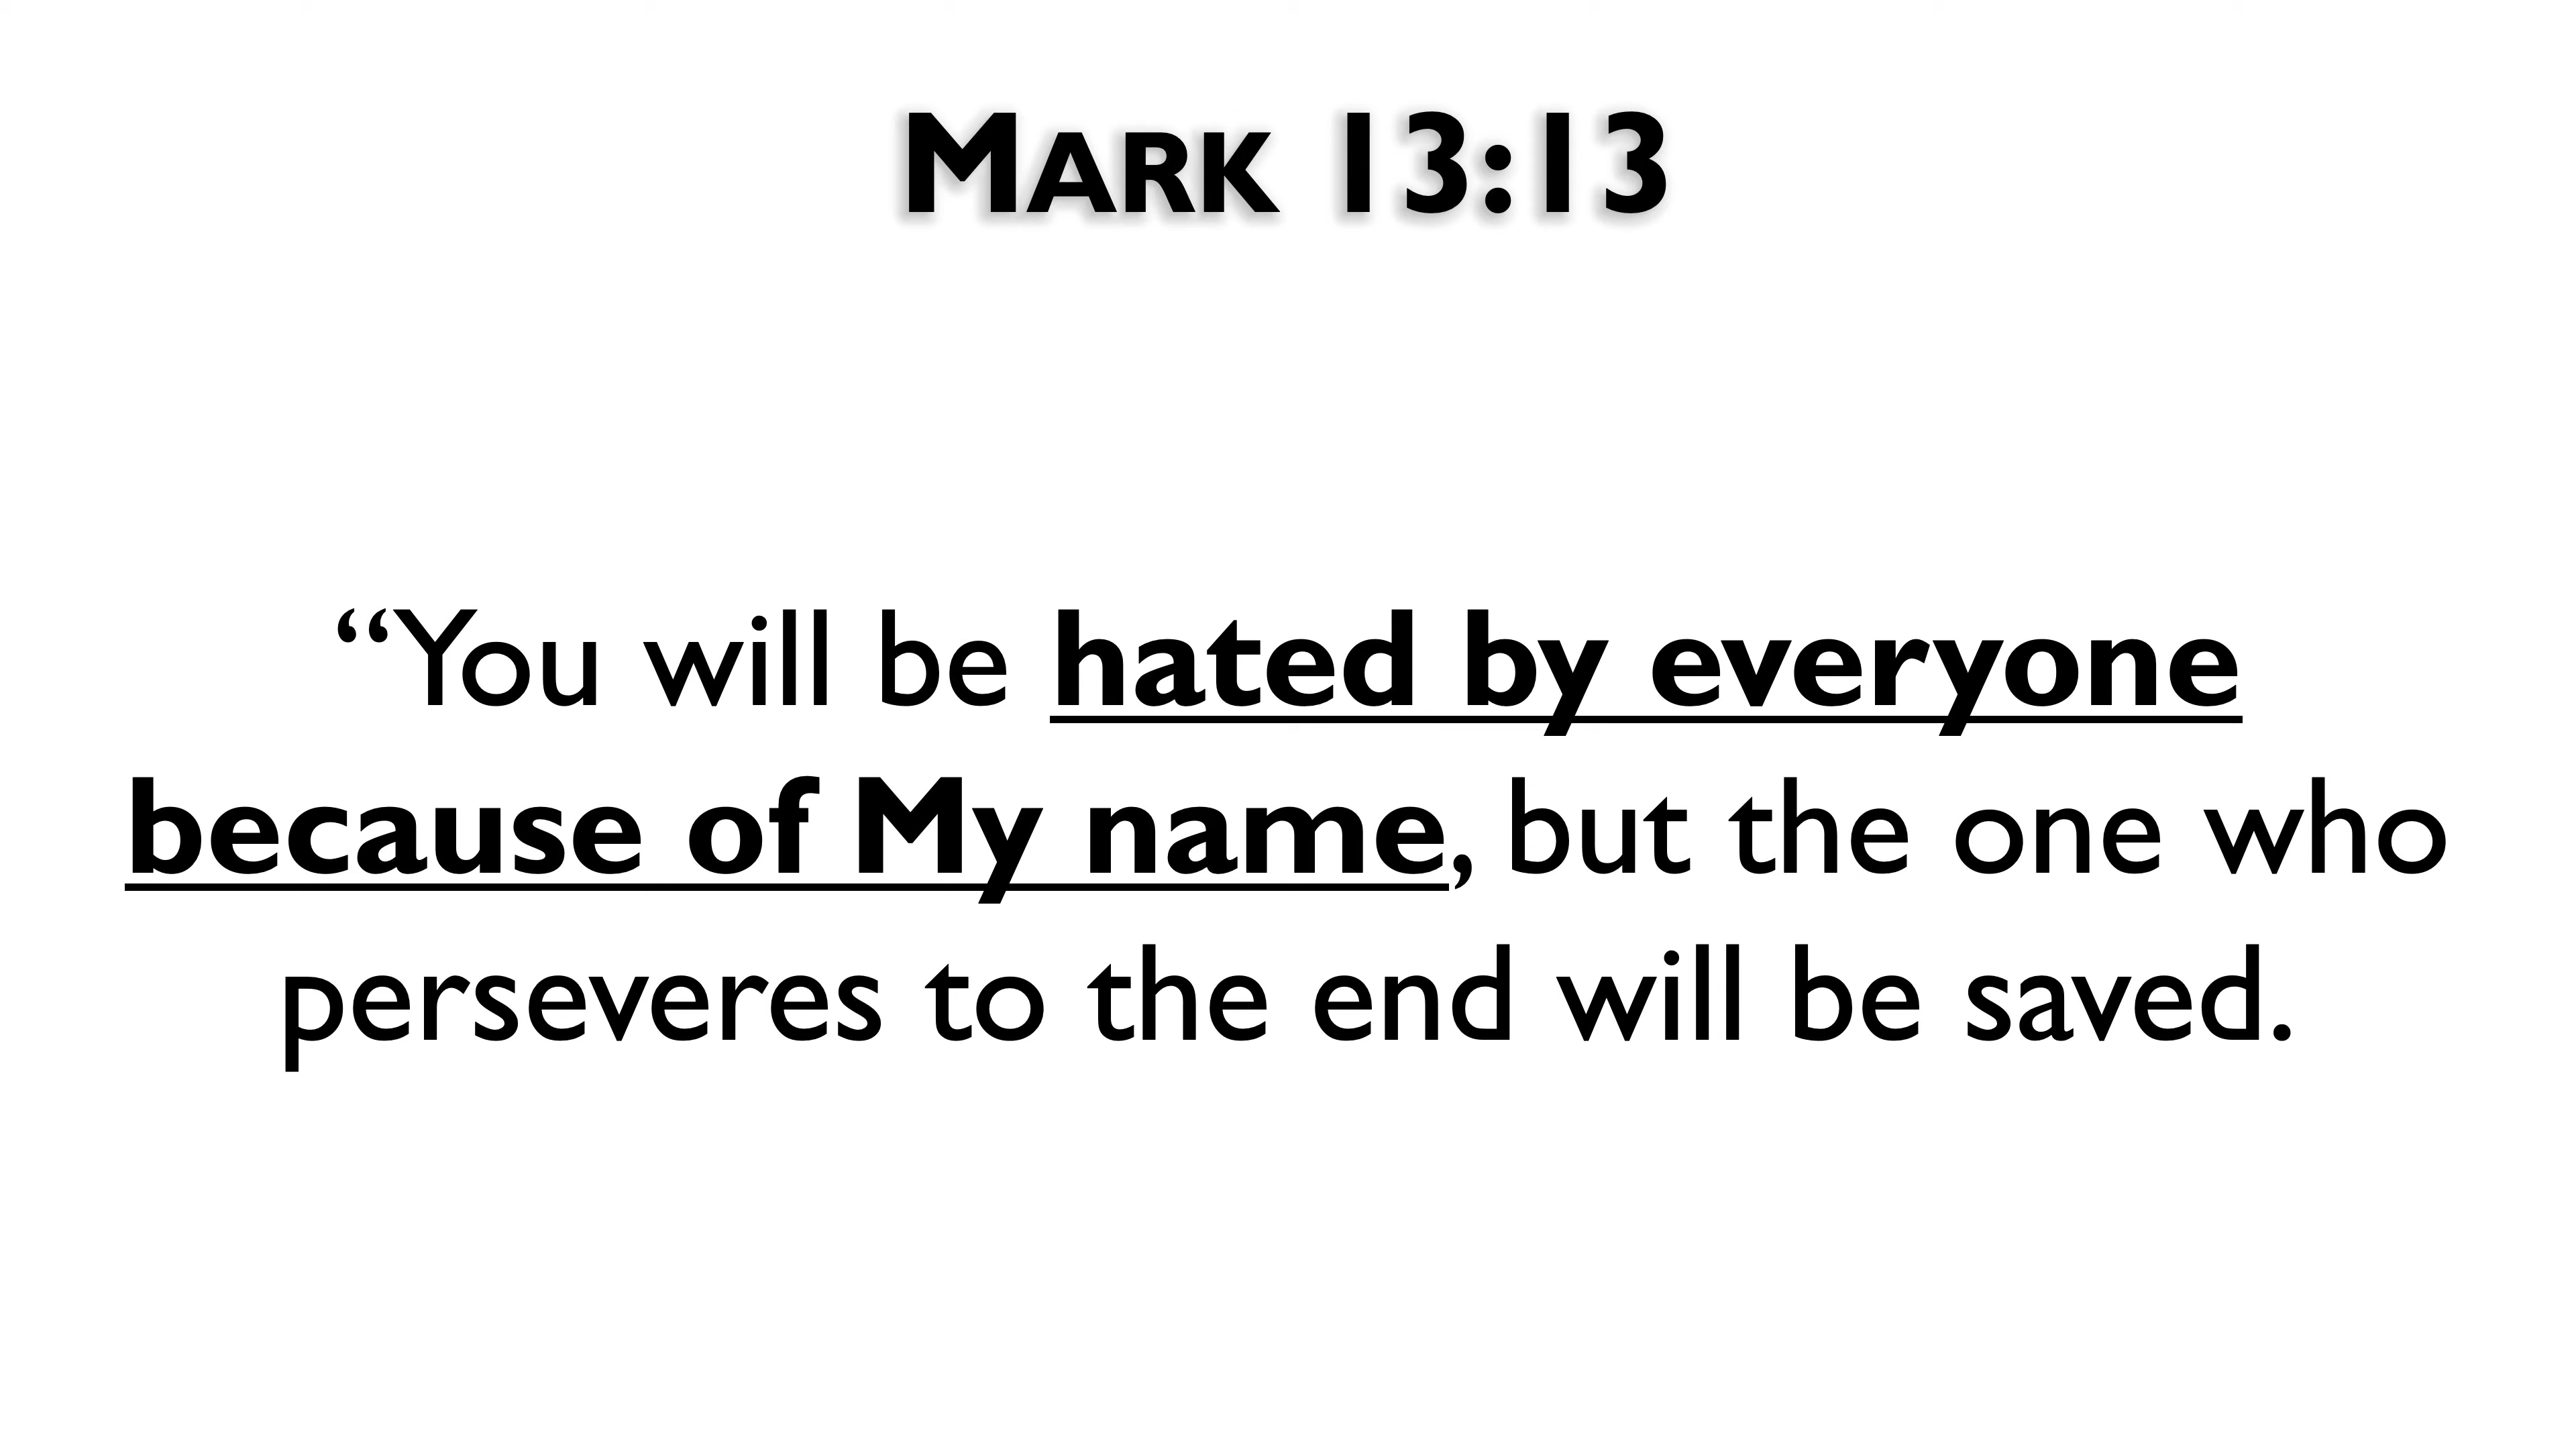 MARK 13:13
“You will be hated by everyone
because of My name, but the one who
perseveres to the end will be saved.